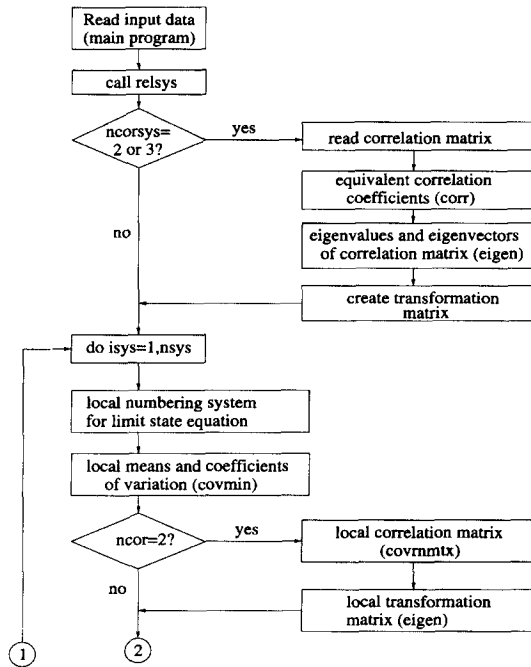 Read input data
(main program)
call relsys
ncorsys=
2 or 3?
yes
read correlation matrix
equivalent correlation
coefficients (corr)
no
eigenvalues and eigenvectors
of correlation matrix (eigen)
create transformation
matrix
do isys=1,nsys
local numbering system
for limit state equation
local means and coefficients
of variation (covmin)
ncor=2?
yes
local correlation matrix
(covrnmtx)
no
local transformation
matrix (eigen)
1
2